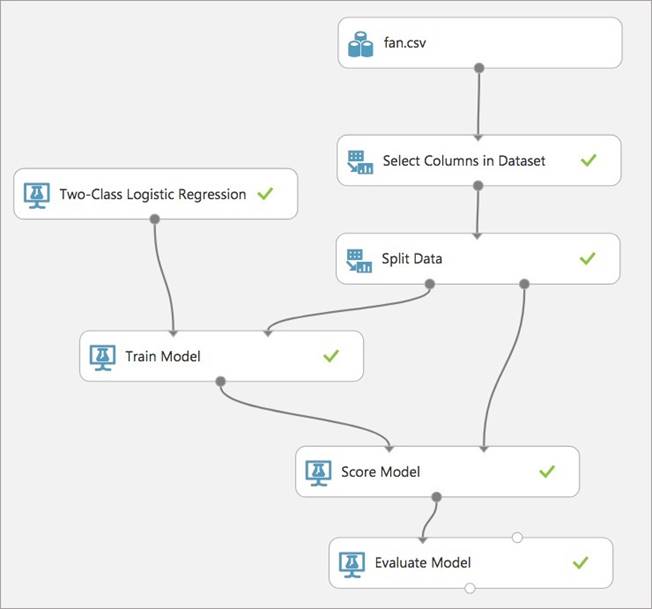 fan.csv
Select Columns in Dataset
Two-Class Logistic Regression
Split Data
Train Model
Score Model
Evaluate Model